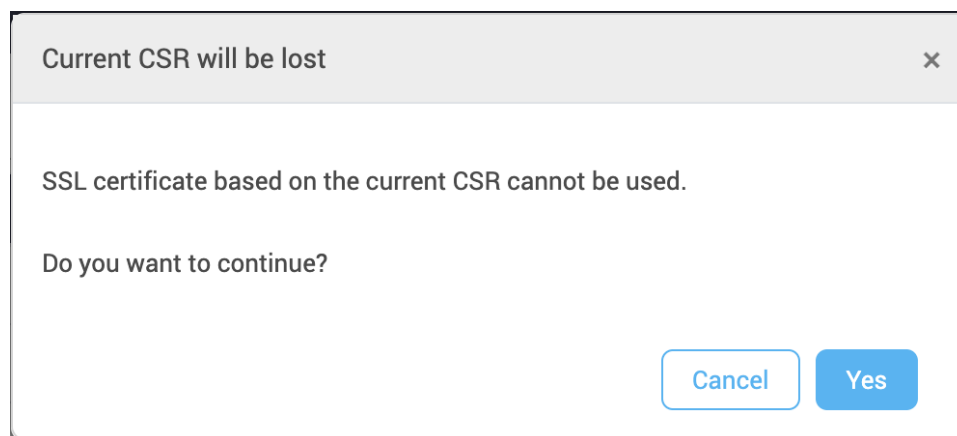 Current CSR will be lost
×
SSL certificate based on the current CSR cannot be used.
Do you want to continue?
Cancel
Yes